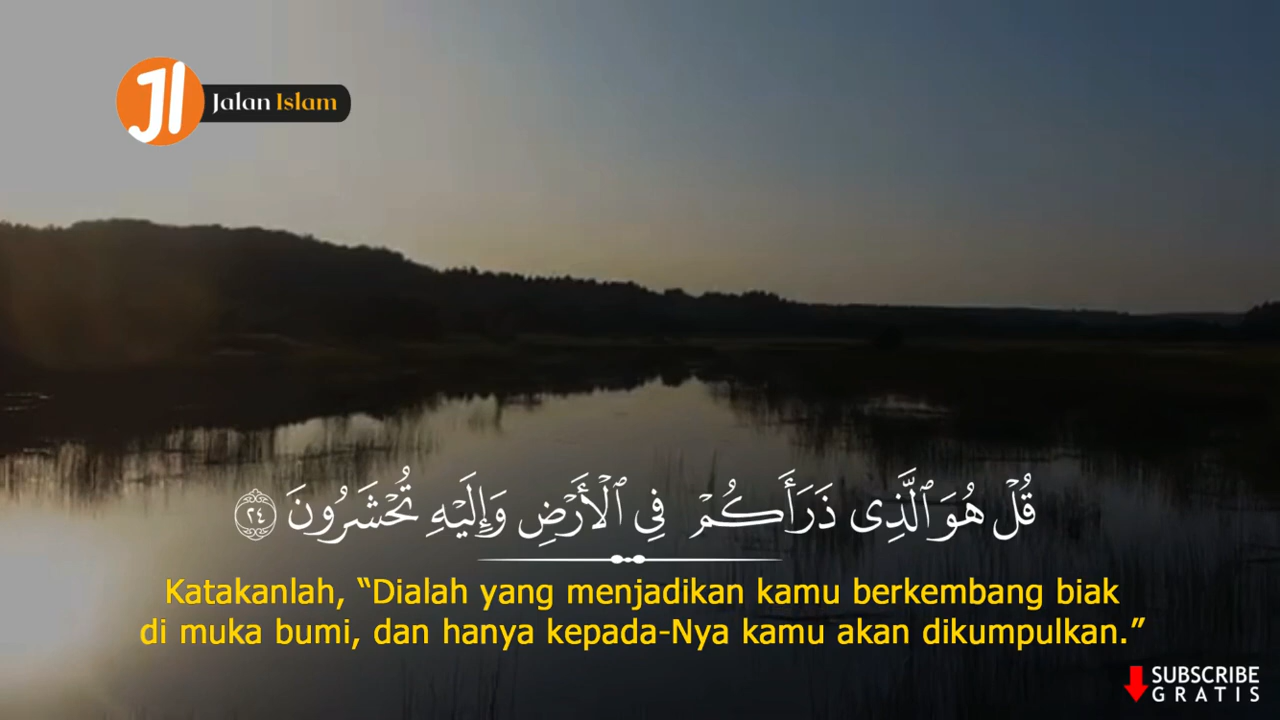 JI
Jalan Islam
قُلْ هُوَ ٱلَّذِى ذَرَأَكُمْ فِى ٱلْأَرْضِ وَإِلَيْهِ تُحْشَرُونَ ٢٤
Katakanlah, “Dialah yang menjadikan kamu berkembang biak
di muka bumi, dan hanya kepada-Nya kamu akan dikumpulkan.”
SUBSCRIBE
GRATIS